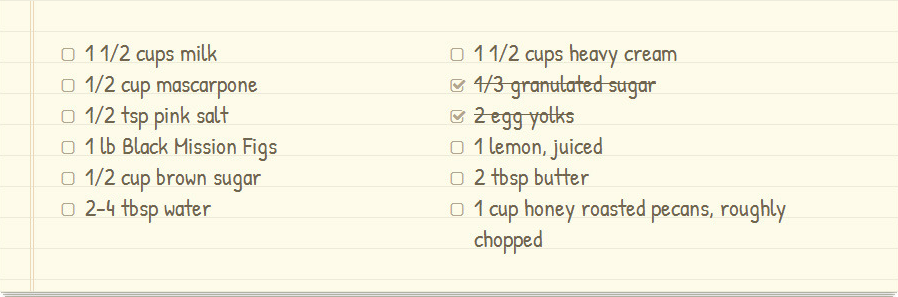 1 1/2 cups milk
1/2 cup mascarpone
1/2 tsp pink salt
1 lb Black Mission Figs
1/2 cup brown sugar
2-4 tbsp water
1 1/2 cups heavy cream
1/3 granulated sugar
2 egg yolks
1 lemon, juiced
2 tbsp butter
1 cup honey roasted pecans, roughly
chopped